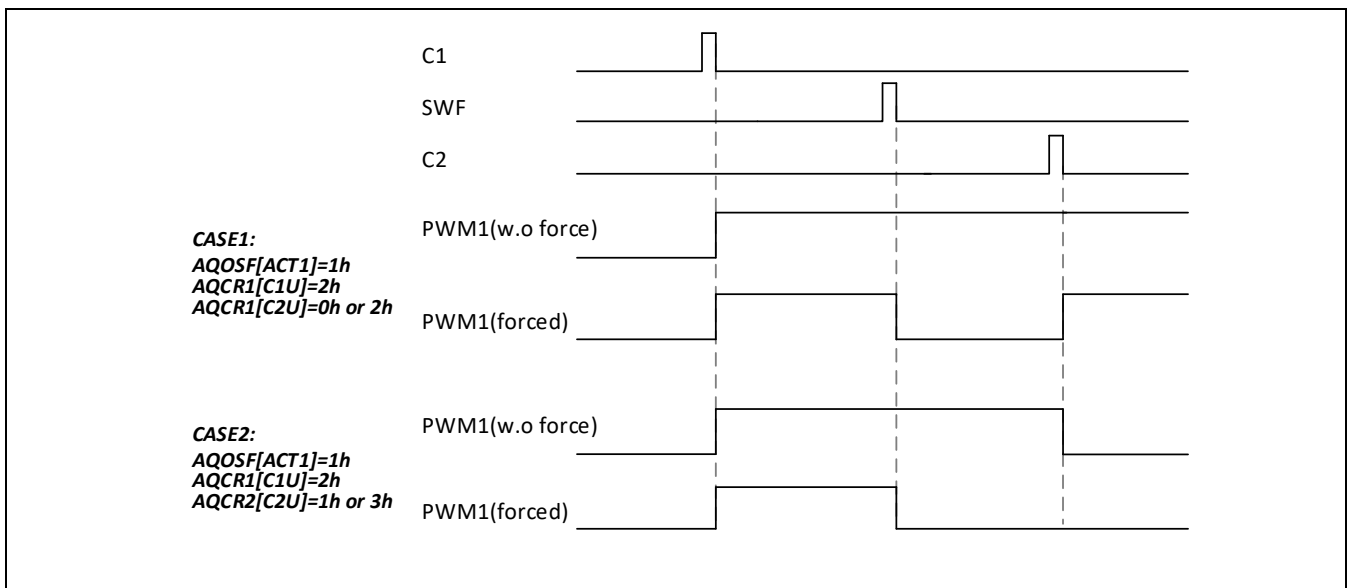 C1
SWF
C2
PWM1(w.o force)
CASE1:
AQOSF[ACT1]=1h
AQCR1[C1U]=2h
AQCR1[C2U]=0h or 2h
PWM1(forced)
PWM1(w.o force)
CASE2:
AQOSF[ACT1]=1h
AQCR1[C1U]=2h
AQCR2[C2U]=1h or 3h
PWM1(forced)